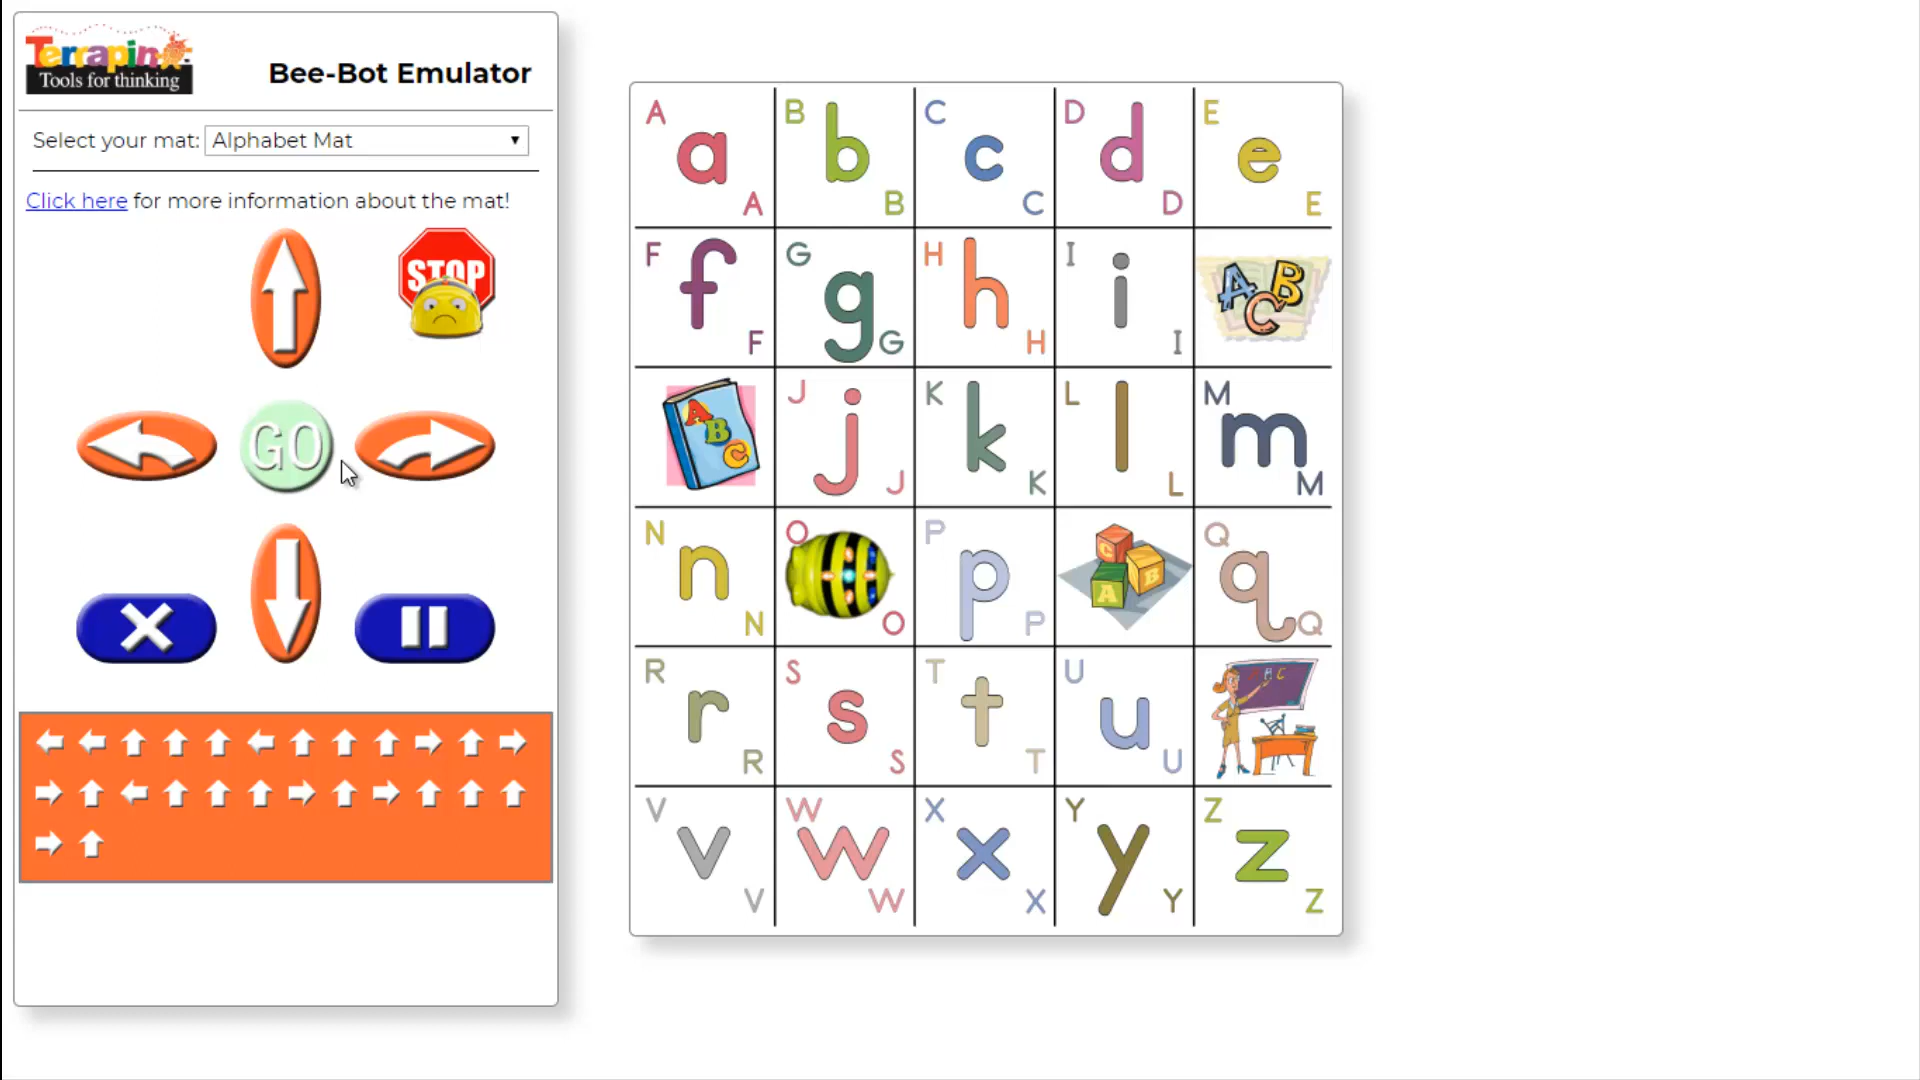 Terrapin
Tools for thinking
Bee-Bot Emulator
Select your mat: Alphabet Mat
Click here for more information about the mat!
STOP
GO
A a A
B b B
C c C
D d D
E e E
F f F
G g G
H h H
I i I
A B C
A B C
J j J
K k K
L l L
M m M
N n N
O O
P p P
C B A
Q q Q
R r R
S s S
T t T
U u U
A B C
V v V
W w W
X x X
Y y Y
Z z Z